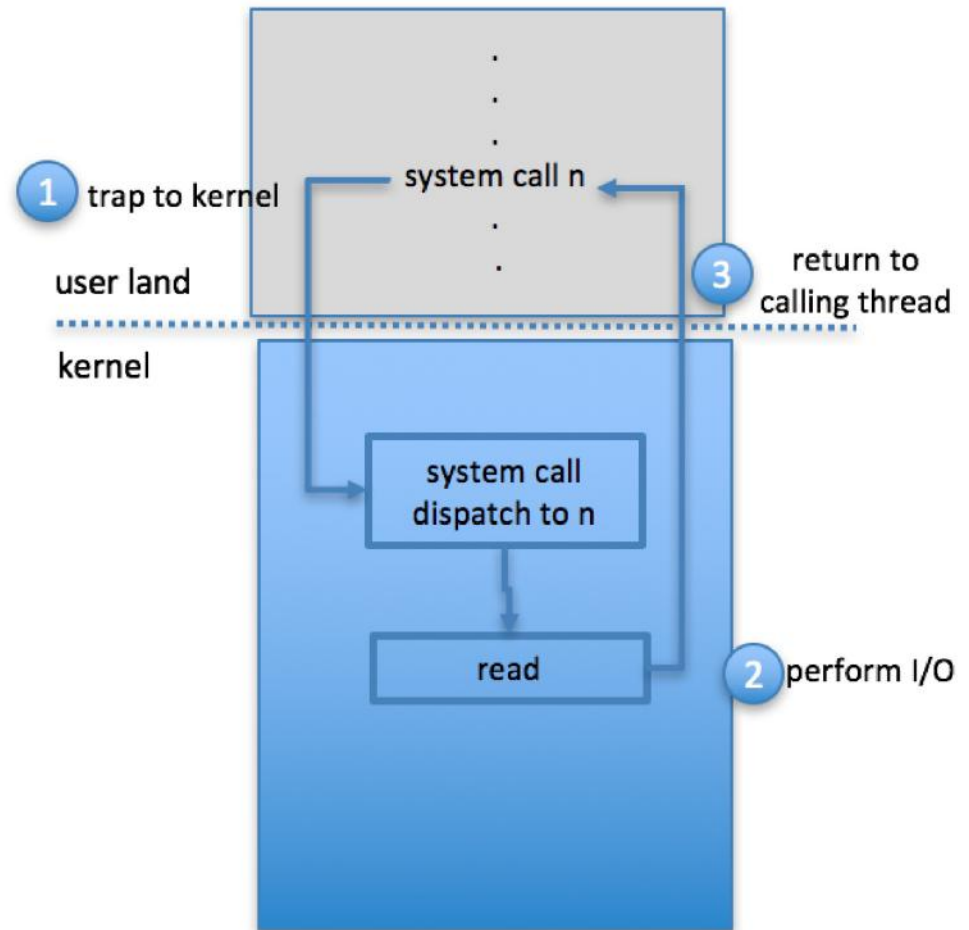 .
.
.
system call n
1 trap to kernel
.
.
3
return to
calling thread
user land
kernel
system call
dispatch to n
read
2 perform I/O